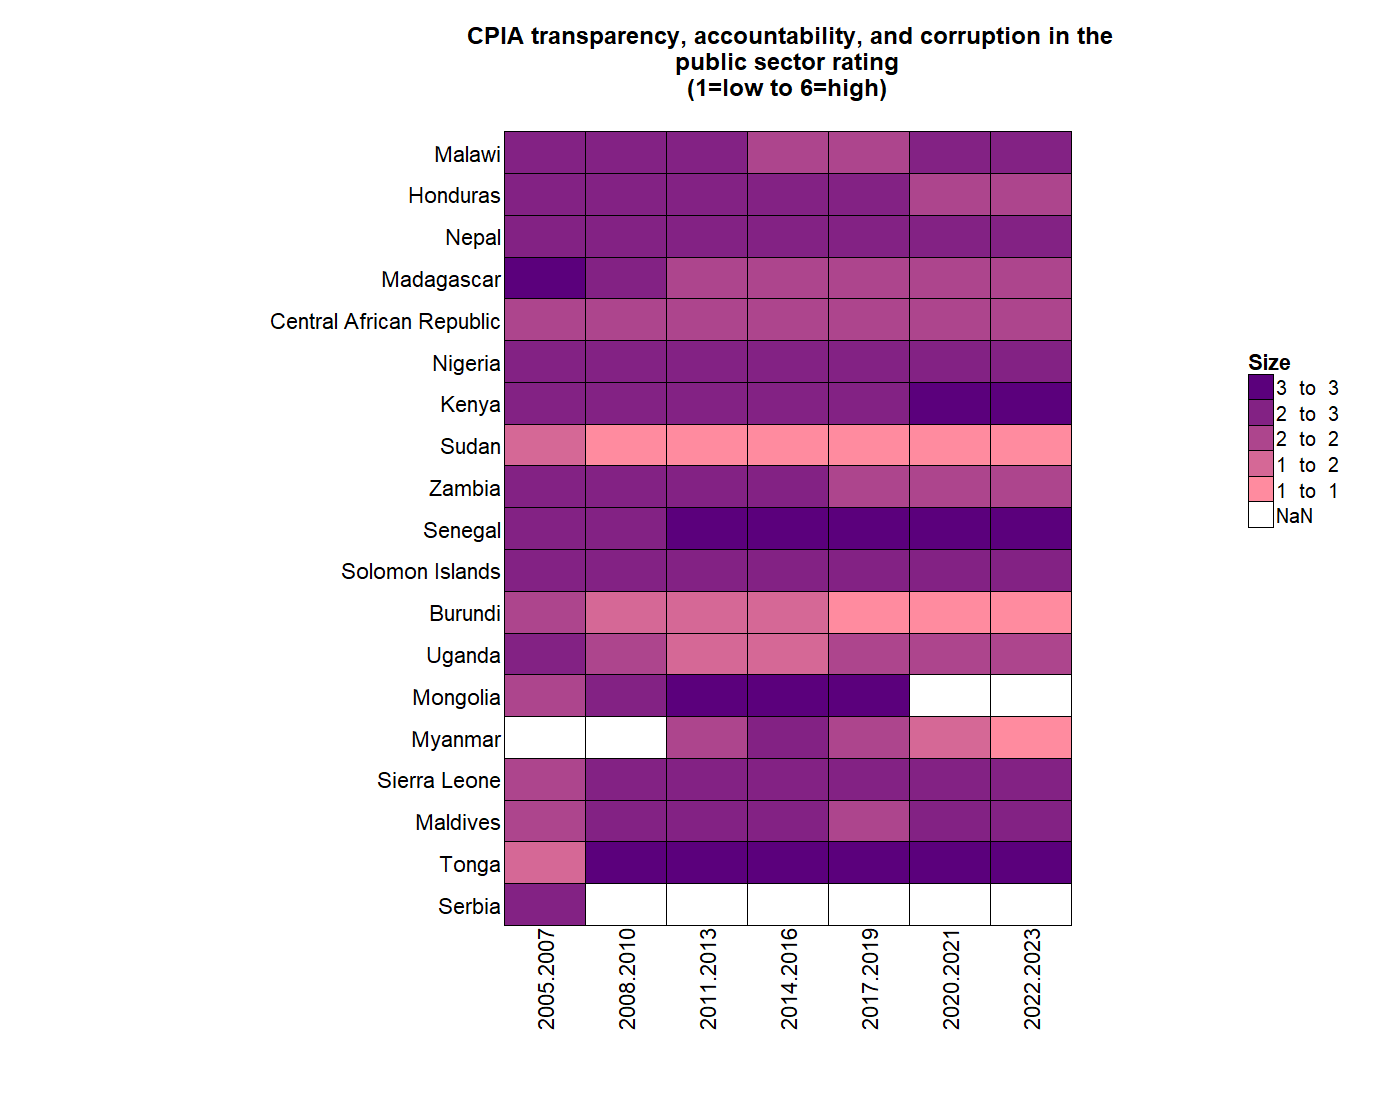 CPIA transparency, accountability, and corruption in the
public sector rating
(1=low to 6=high)
Malawi
Honduras
Nepal
Madagascar
Central African Republic
Nigeria
Kenya
Sudan
Zambia
Senegal
Solomon Islands
Burundi
Uganda
Mongolia
Myanmar
Sierra Leone
Maldives
Tonga
Serbia
2005.2007
2008.2010
2011.2013
2014.2016
2017.2019
2020.2021
2022.2023
Size
3 to 3
2 to 3
2 to 2
1 to 2
1 to 1
NaN